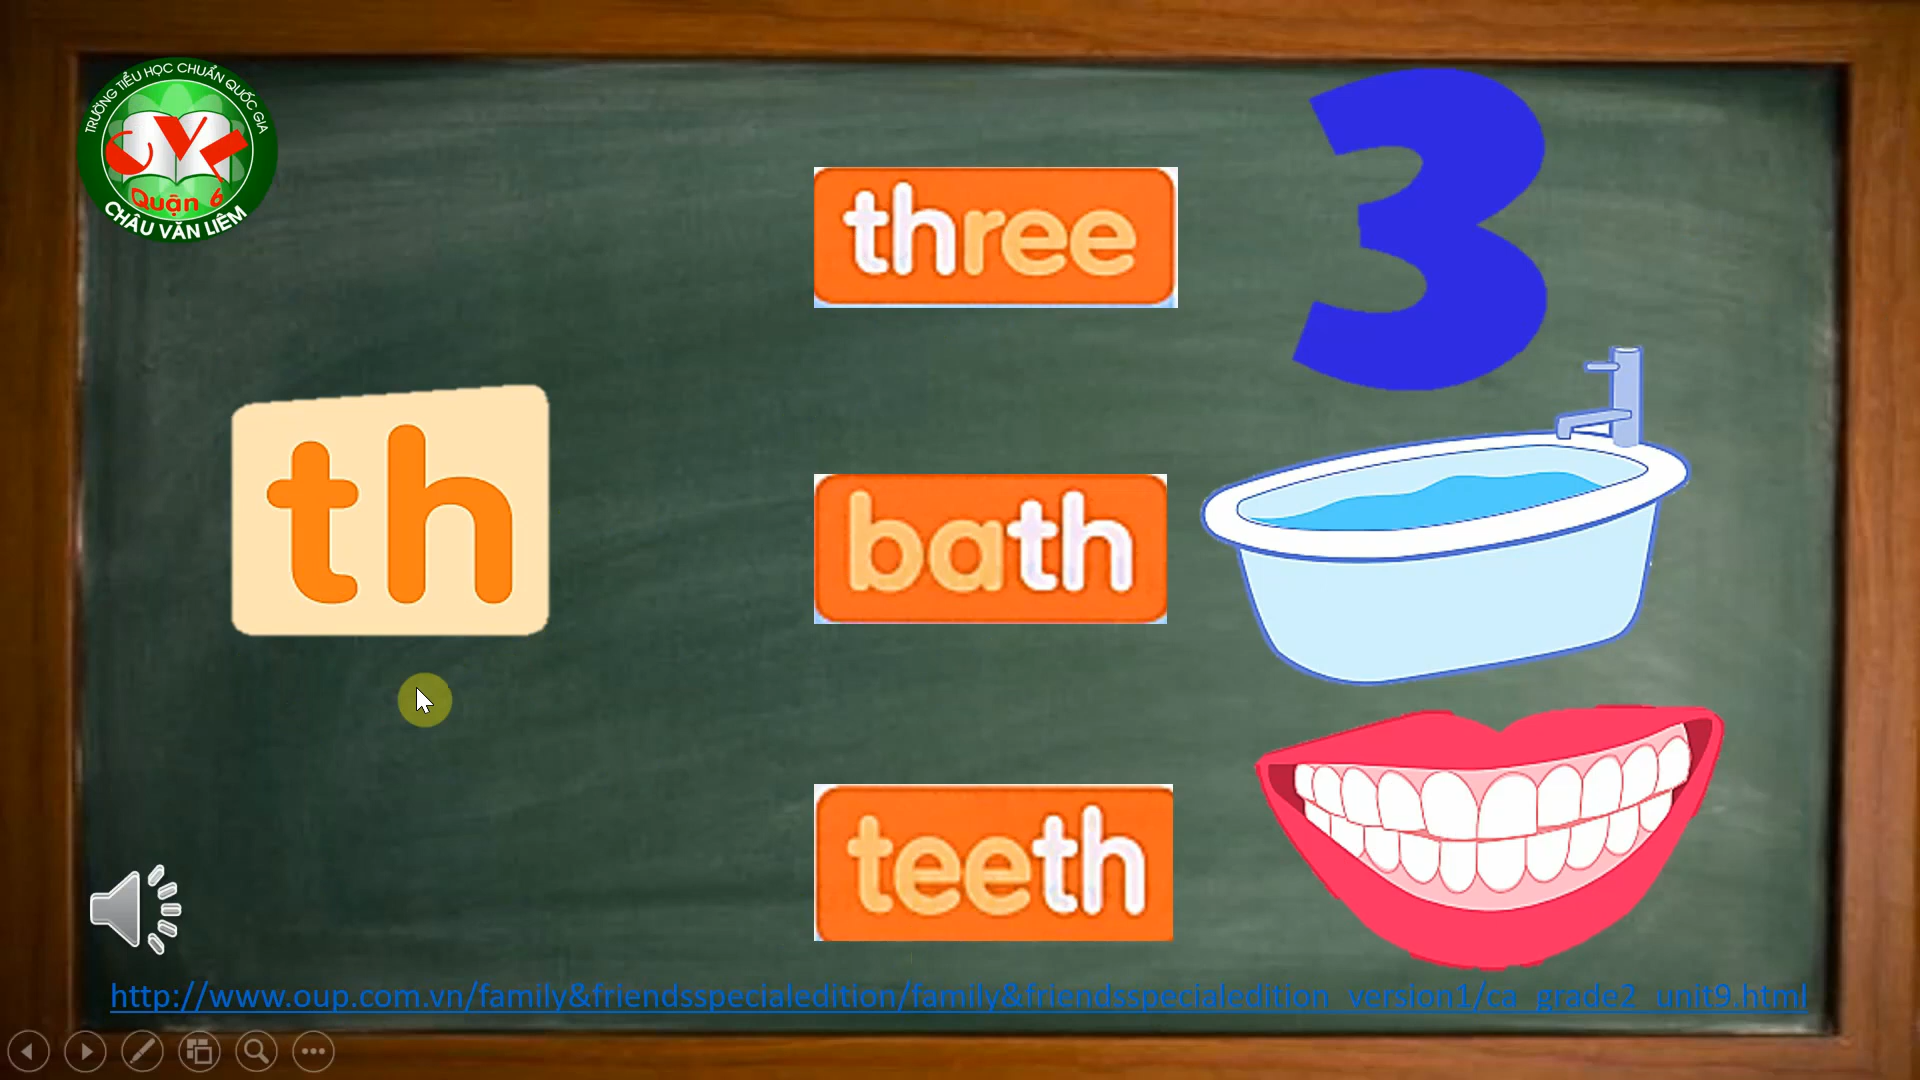 TRƯỜNG TIỂU HỌC CHUẨN QUỐC GIA
CVL
Quận 6
CHÂU VĂN LIÊM
three
3
th
bath
teeth
http://www.oup.com.vn/family&friendsspecialedition/family&friendsspecialedition_version1/ca_grade2_unit9.html